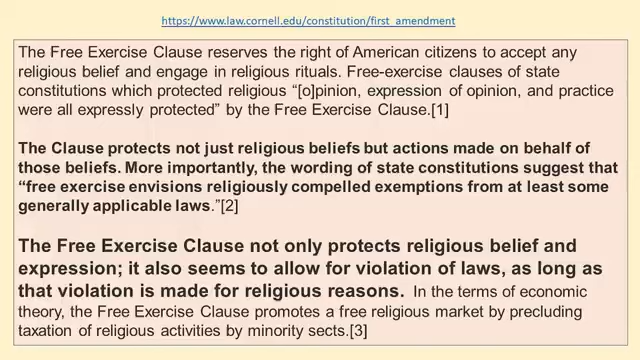 https://www.law.cornell.edu/constitution/first_amendment
The Free Exercise Clause reserves the right of American citizens to accept any
religious belief and engage in religious rituals. Free-exercise clauses of state
constitutions which protected religious “[o]pinion, expression of opinion, and practice
were all expressly protected” by the Free Exercise Clause.[1]
The Clause protects not just religious beliefs but actions made on behalf of
those beliefs. More importantly, the wording of state constitutions suggest that
“free exercise envisions religiously compelled exemptions from at least some
generally applicable laws.”[2]
The Free Exercise Clause not only protects religious belief and
expression; it also seems to allow for violation of laws, as long as
that violation is made for religious reasons. In the terms of economic
theory, the Free Exercise Clause promotes a free religious market by precluding
taxation of religious activities by minority sects.[3]